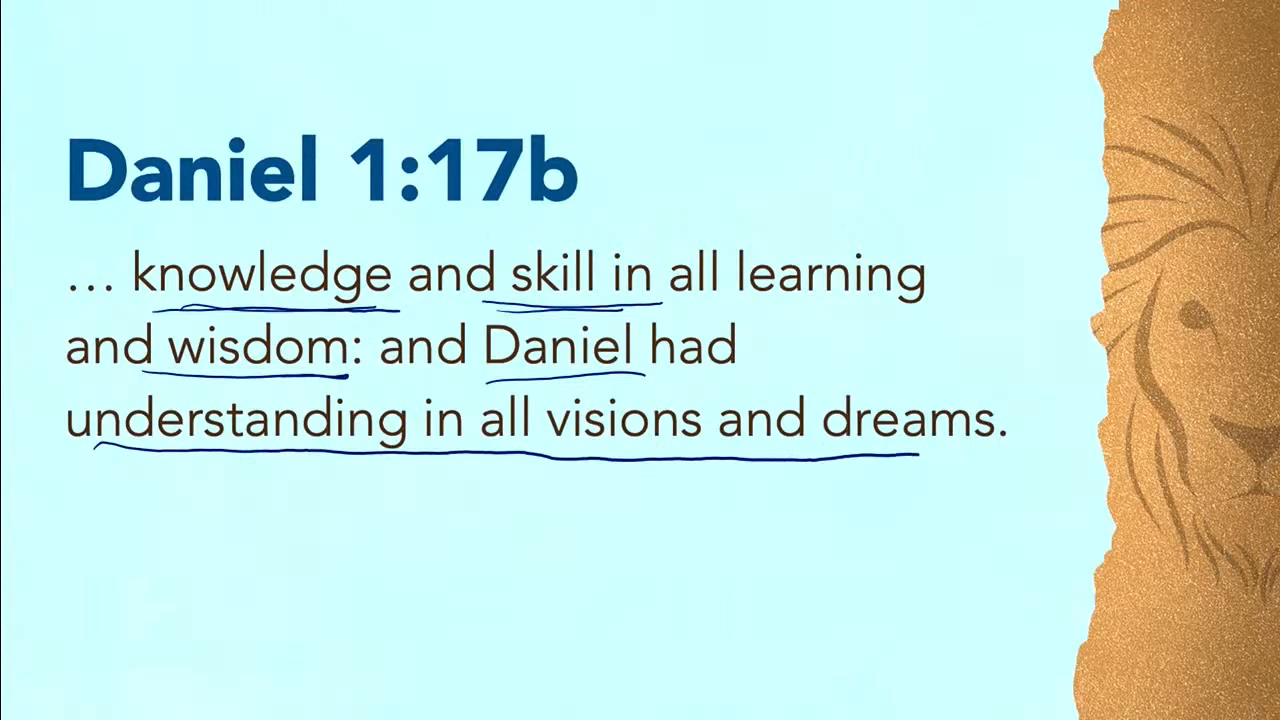 Daniel 1:17b
… knowledge and skill in all learning
and wisdom: and Daniel had
understanding in all visions and dreams.